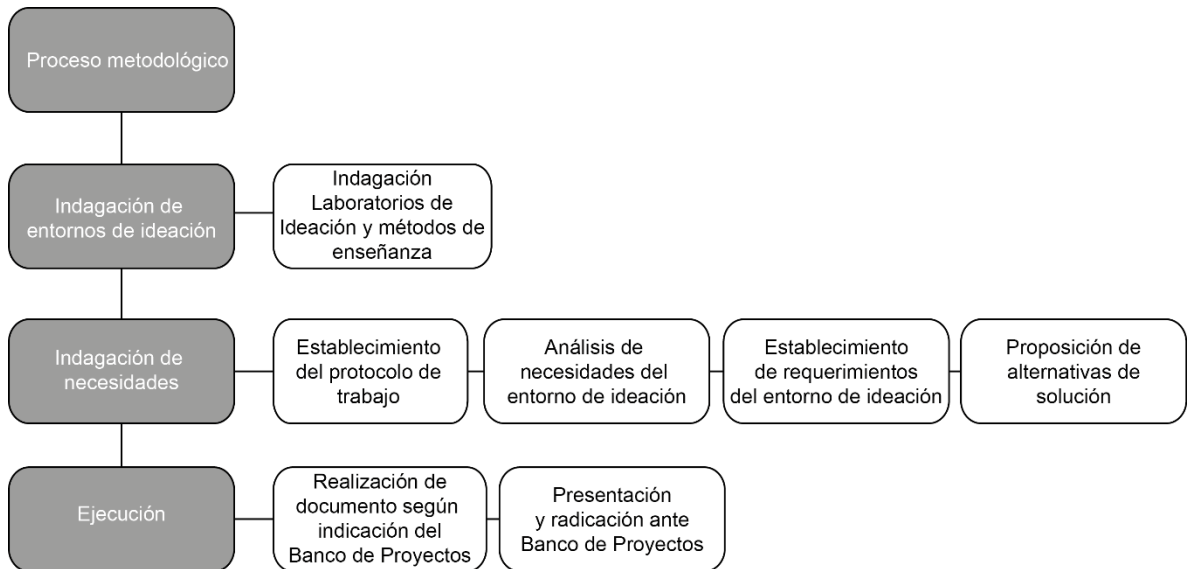 Proceso metodológico
Indagación de
entornos de ideación
Indagación
Laboratorios de
Ideación y métodos de
enseñanza
Indagación de
necesidades
Establecimiento
del protocolo de
trabajo
Análisis de
necesidades del
entorno de ideación
Establecimiento
de requerimientos
del entorno de ideación
Proposición de
alternativas de
solución
Ejecución
Realización de
documento según
indicación del
Banco de Proyectos
Presentación
y radicación ante
Banco de Proyectos